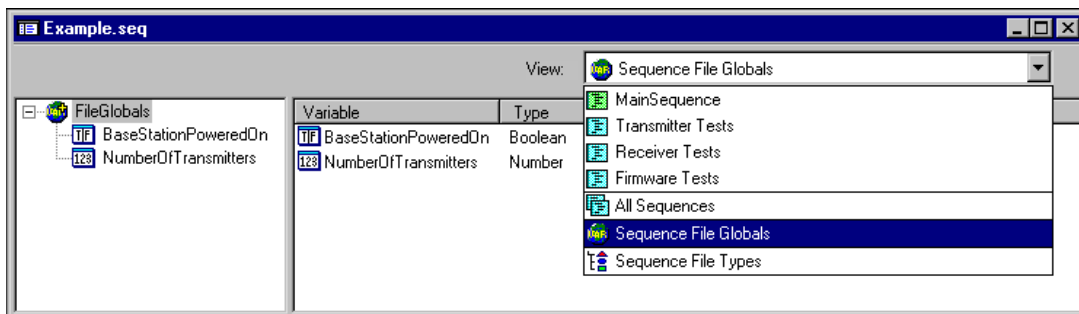 Example.seq
View: Sequence File Globals
FileGlobals
BaseStationPoweredOn
NumberOfTransmitters
Variable Type
BaseStationPoweredOn Boolean
NumberOfTransmitters Number
MainSequence
Transmitter Tests
Receiver Tests
Firmware Tests
All Sequences
Sequence File Globals
Sequence File Types